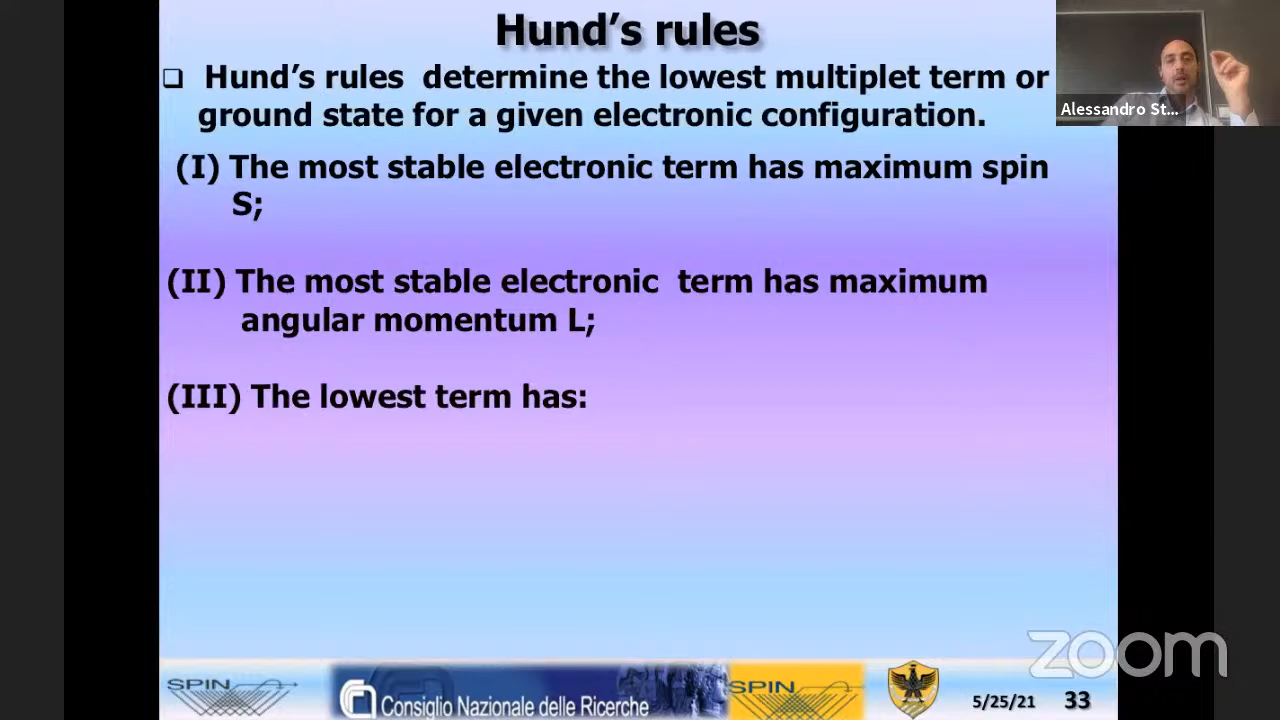 Hund’s rules
❑ Hund’s rules determine the lowest multiplet term or
ground state for a given electronic configuration.
(I) The most stable electronic term has maximum spin
S;
(II) The most stable electronic term has maximum
angular momentum L;
(III) The lowest term has:
Alessandro St...
zoom
SPIN
Consiglio Nazionale delle Ricerche
SPIN
5/25/21 33